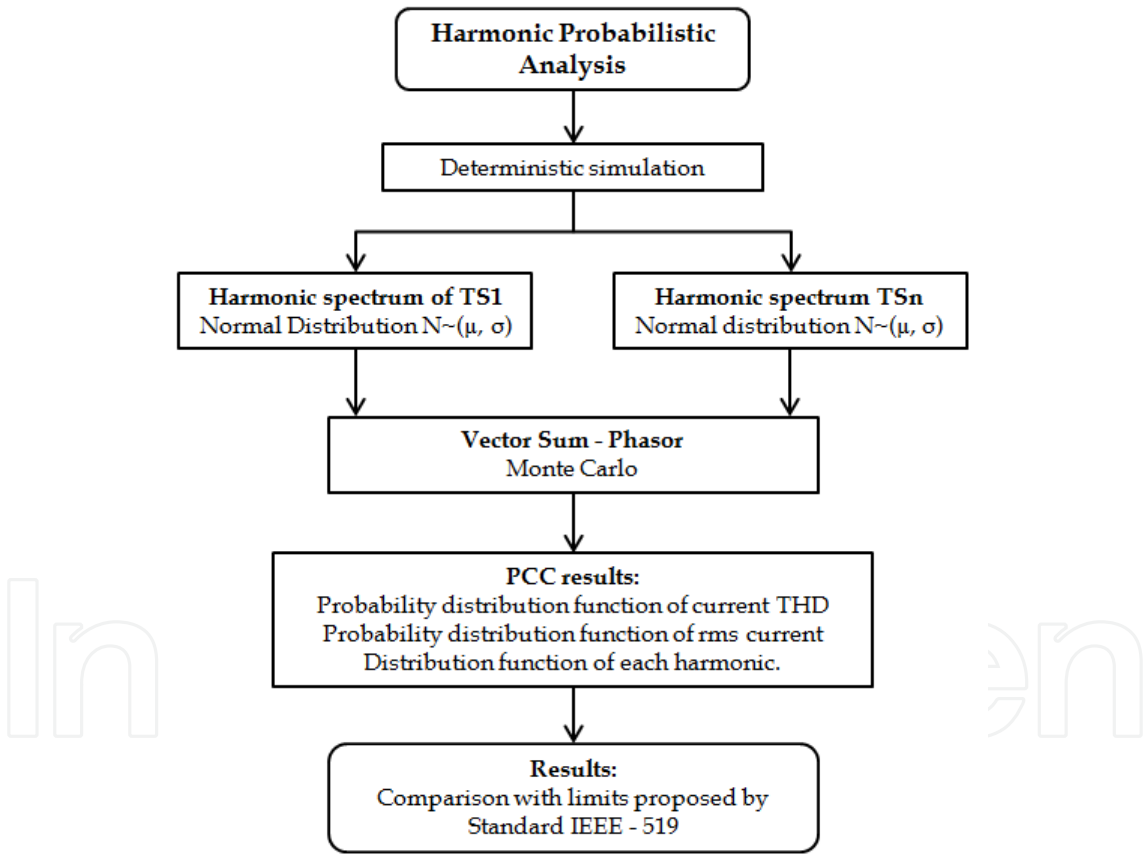 Harmonic Probabilistic
Analysis
Deterministic simulation
Harmonic spectrum of TS1
Normal Distribution N~(μ, σ)
Harmonic spectrum TSn
Normal distribution N~(μ, σ)
Vector Sum - Phasor
Monte Carlo
PCC results:
Probability distribution function of current THD
Probability distribution function of rms current
Distribution function of each harmonic.
Results:
Comparison with limits proposed by
Standard IEEE - 519
In en